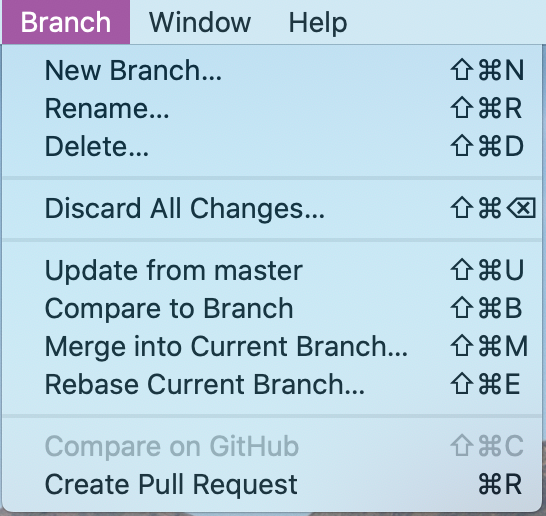 Branch Window Help
New Branch... ⇧⌘N
Rename... ⇧⌘R
Delete... ⇧⌘D
Discard All Changes... ⇧⌘⌫
Update from master ⇧⌘U
Compare to Branch ⇧⌘B
Merge into Current Branch... ⇧⌘M
Rebase Current Branch... ⇧⌘E
Compare on GitHub ⇧⌘C
Create Pull Request ⌘R